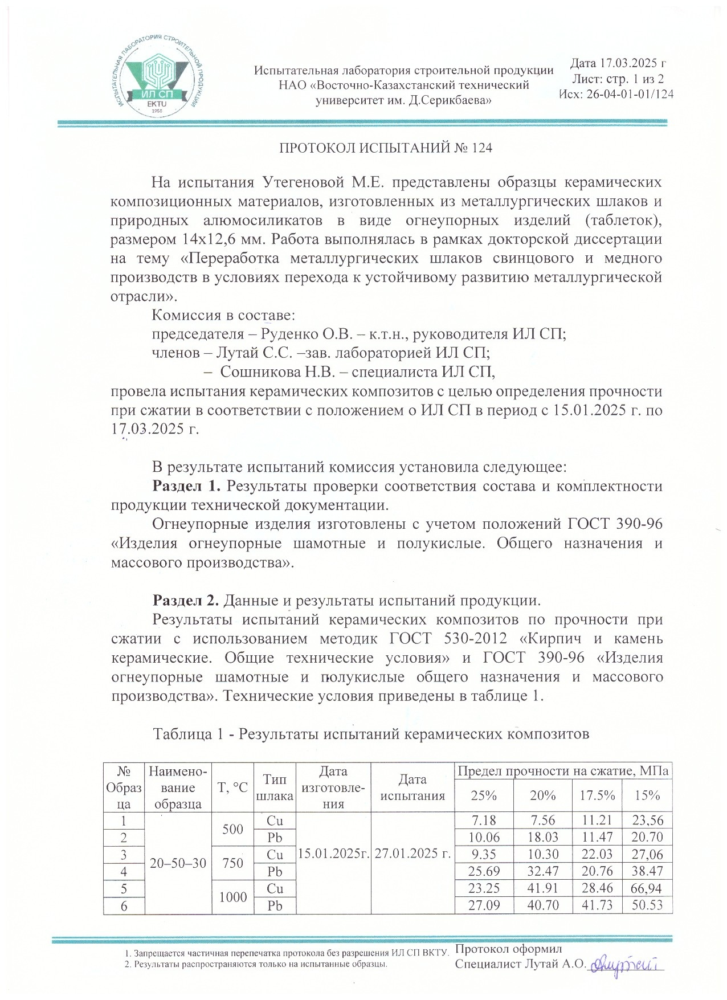 ИСПЫТАТЕЛЬНАЯ ЛАБОРАТОРИЯ СТРОИТЕЛЬНОЙ ПРОДУКЦИИ
ИЛ СП
EKTU
1958
Испытательная лаборатория строительной продукции
НАО «Восточно-Казахстанский технический
университет им. Д.Серикбаева»
Дата 17.03.2025 г
Лист: стр. 1 из 2
Исх: 26-04-01-01/124
ПРОТОКОЛ ИСПЫТАНИЙ № 124
На испытания Утегеновой М.Е. представлены образцы керамических
композиционных материалов, изготовленных из металлургических шлаков и
природных алюмосиликатов в виде огнеупорных изделий (таблеток),
размером 14х12,6 мм. Работа выполнялась в рамках докторской диссертации
на тему «Переработка металлургических шлаков свинцового и медного
производств в условиях перехода к устойчивому развитию металлургической
отрасли».
Комиссия в составе:
председателя – Руденко О.В. – к.т.н., руководителя ИЛ СП;
членов – Лутай С.С. –зав. лабораторией ИЛ СП;
– Сошникова Н.В. – специалиста ИЛ СП,
провела испытания керамических композитов с целью определения прочности
при сжатии в соответствии с положением о ИЛ СП в период с 15.01.2025 г. по
17.03.2025 г.
В результате испытаний комиссия установила следующее:
Раздел 1. Результаты проверки соответствия состава и комплектности
продукции технической документации.
Огнеупорные изделия изготовлены с учетом положений ГОСТ 390-96
«Изделия огнеупорные шамотные и полукислые. Общего назначения и
массового производства».
Раздел 2. Данные и результаты испытаний продукции.
Результаты испытаний керамических композитов по прочности при
сжатии с использованием методик ГОСТ 530-2012 «Кирпич и камень
керамические. Общие технические условия» и ГОСТ 390-96 «Изделия
огнеупорные шамотные и полукислые общего назначения и массового
производства». Технические условия приведены в таблице 1.
Таблица 1 - Результаты испытаний керамических композитов
№ Образ ца | Наимено- вание образца | Т, °С | Тип шлака | Дата изготовле- ния | Дата испытания | Предел прочности на сжатие, МПа
25% | 20% | 17.5% | 15%
1 | 20–50–30 | 500 | Cu | 15.01.2025г. | 27.01.2025 г. | 7.18 | 7.56 | 11.21 | 23,56
2 | Pb | 10.06 | 18.03 | 11.47 | 20.70
3 | 750 | Cu | 9.35 | 10.30 | 22.03 | 27,06
4 | Pb | 25.69 | 32.47 | 20.76 | 38.47
5 | 1000 | Cu | 23.25 | 41.91 | 28.46 | 66,94
6 | Pb | 27.09 | 40.70 | 41.73 | 50.53
1. Запрещается частичная перепечатка протокола без разрешения ИЛ СП ВКТУ.
2. Результаты распространяются только на испытанные образцы.
Протокол оформил
Специалист Лутай А.О.